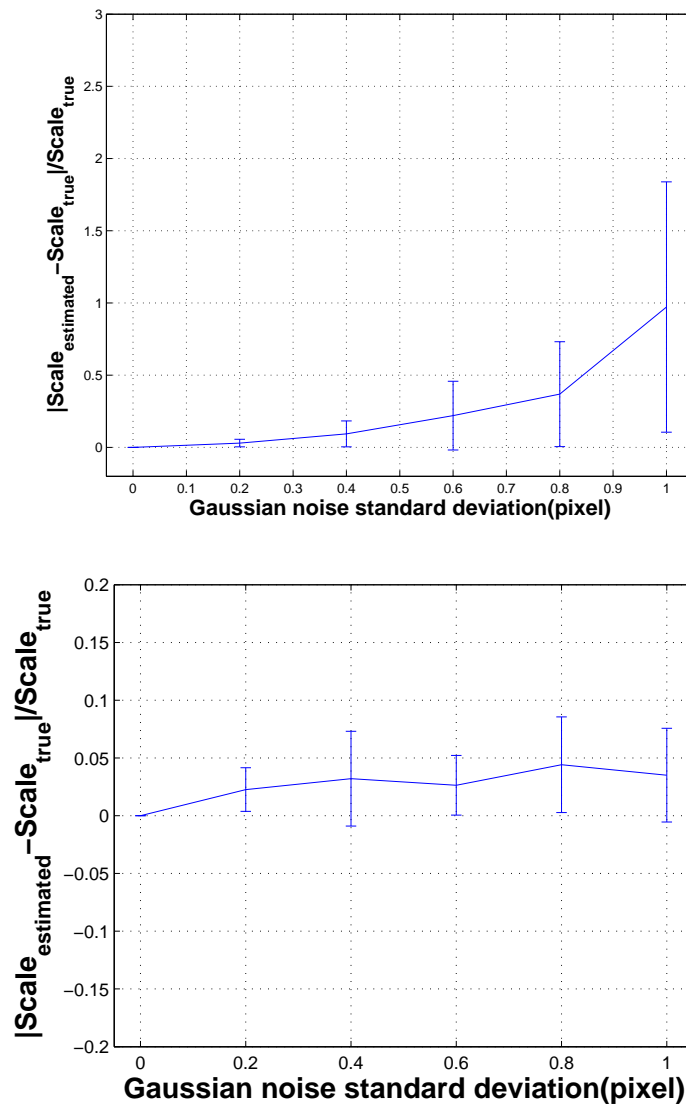 3
2.5
2
1.5
1
0.5
0
|Scale_estimated−Scale_true|/Scale_true
0 0.1 0.2 0.3 0.4 0.5 0.6 0.7 0.8 0.9 1
Gaussian noise standard deviation(pixel)
0.2
0.15
0.1
0.05
0
−0.05
−0.1
−0.15
−0.2
|Scale_estimated−Scale_true|/Scale_true
0 0.2 0.4 0.6 0.8 1
Gaussian noise standard deviation(pixel)